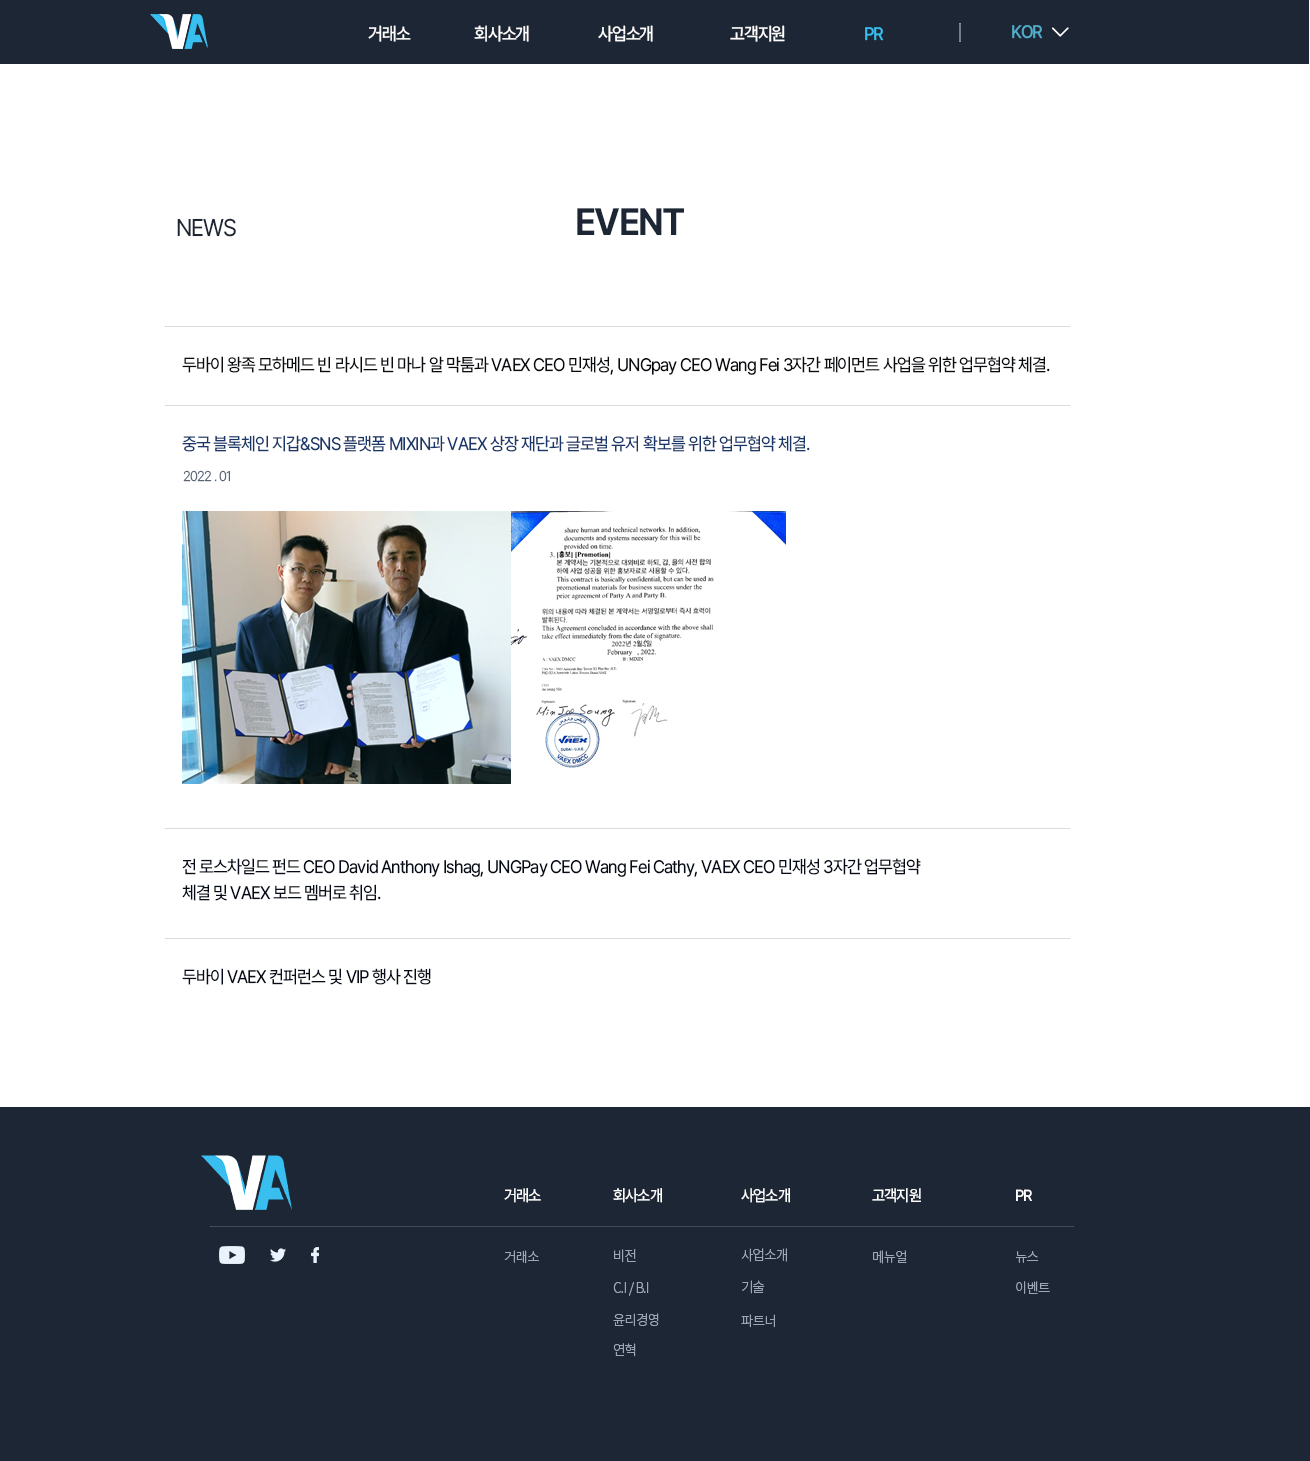 VA
거래소
회사소개
사업소개
고객지원
PR
KOR
NEWS
EVENT
두바이 왕족 모하메드 빈 라시드 빈 마나 알 막툼과 VAEX CEO 민재성, UNGpay CEO Wang Fei 3자간 페이먼트 사업을 위한 업무협약 체결.
중국 블록체인 지갑&SNS 플랫폼 MIXIN과 VAEX 상장 재단과 글로벌 유저 확보를 위한 업무협약 체결.
2022 . 01
share human and technical networks. In addition,
documents and systems necessary for this will be
provided on time.
3. [홍보] [Promotion]
본 계약서는 기본적으로 대외비로 하되, 갑, 을의 사전 합의
하에 사업 성공을 위한 홍보자료로 사용할 수 있다.
This contract is basically confidential, but can be used as
promotional materials for business success under the
prior agreement of Party A and Party B.
위의 내용에 따라 체결된 본 계약서는 서명일로부터 즉시 효력이
발휘된다.
This Agreement concluded in accordance with the above shall
take effect immediately from the date of signature.
2022년 2월 일
February , 2022.
A : VAEX DMCC
B : MIXIN
Min Jae Seung
VAEX
DUBAI - U.A.E
VAEX DMCC
전 로스차일드 펀드 CEO David Anthony Ishag, UNGPay CEO Wang Fei Cathy, VAEX CEO 민재성 3자간 업무협약
체결 및 VAEX 보드 멤버로 취임.
두바이 VAEX 컨퍼런스 및 VIP 행사 진행
VA
거래소
회사소개
사업소개
고객지원
PR
거래소
비전
사업소개
메뉴얼
뉴스
C.I / B.I
기술
이벤트
윤리경영
파트너
연혁